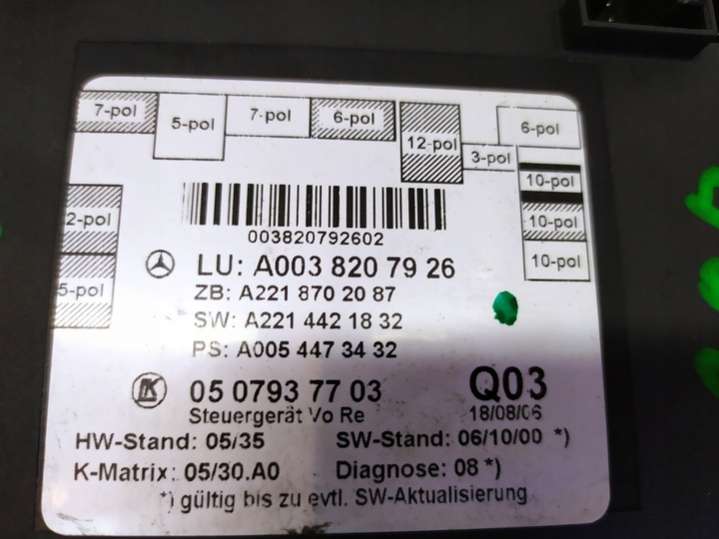 7-pol
5-pol
7-pol
6-pol
12-pol
3-pol
6-pol
10-pol
10-pol
10-pol
2-pol
5-pol
003820792602
LU: A003 820 79 26
ZB: A221 870 20 87
SW: A221 442 18 32
PS: A005 447 34 32
05 0793 77 03 Q03
Steuergerät Vo Re 18/08/06
HW-Stand: 05/35 SW-Stand: 06/10/00 *)
K-Matrix: 05/30.A0 Diagnose: 08 *)
*) gültig bis zu evtl. SW-Aktualisierung